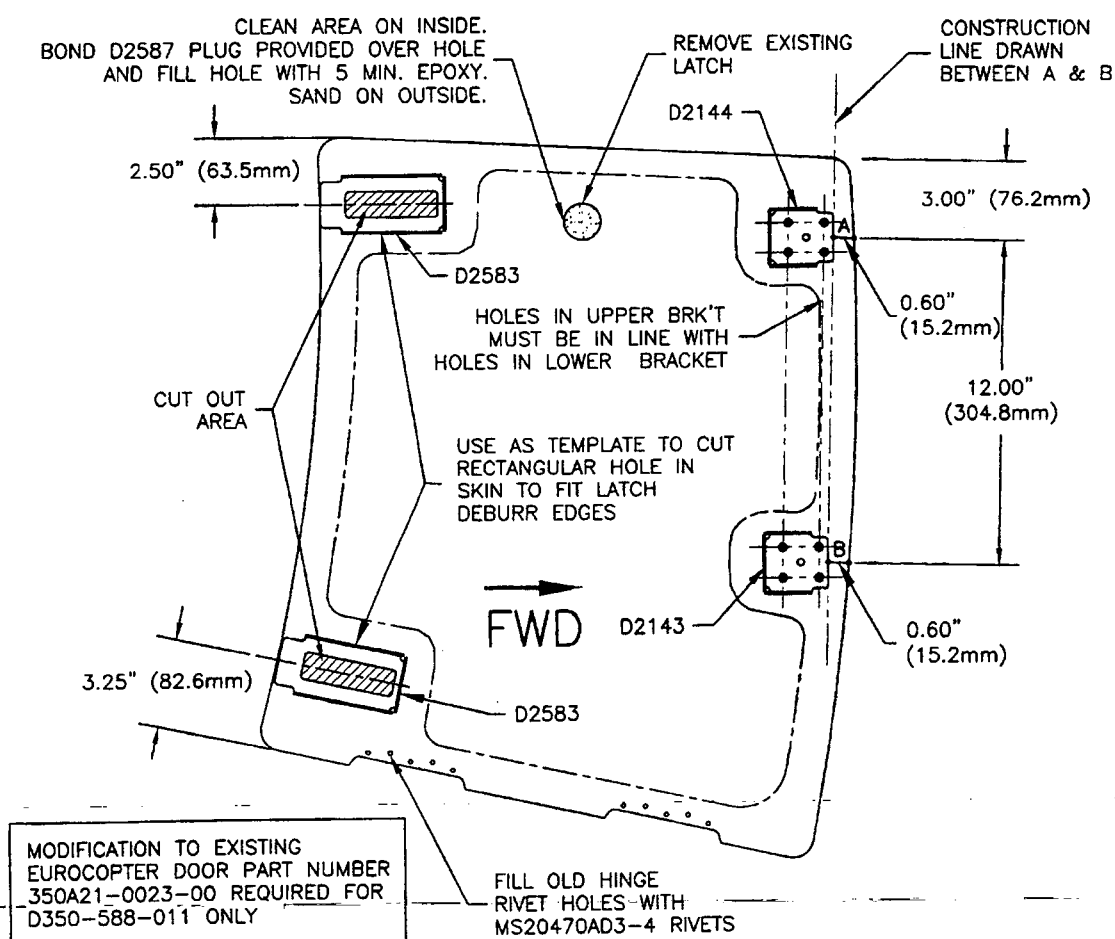 CLEAN AREA ON INSIDE.
BOND D2587 PLUG PROVIDED OVER HOLE
AND FILL HOLE WITH 5 MIN. EPOXY.
SAND ON OUTSIDE.
REMOVE EXISTING
LATCH
CONSTRUCTION
LINE DRAWN
BETWEEN A & B
D2144
2.50" (63.5mm)
3.00" (76.2mm)
A
D2583
0.60"
(15.2mm)
HOLES IN UPPER BRK'T
MUST BE IN LINE WITH
HOLES IN LOWER BRACKET
12.00"
(304.8mm)
CUT OUT
AREA
USE AS TEMPLATE TO CUT
RECTANGULAR HOLE IN
SKIN TO FIT LATCH
DEBURR EDGES
B
FWD
D2143
0.60"
(15.2mm)
3.25" (82.6mm)
D2583
MODIFICATION TO EXISTING
EUROCOPTER DOOR PART NUMBER
350A21-0023-00 REQUIRED FOR
D350-588-011 ONLY
FILL OLD HINGE
RIVET HOLES WITH
MS20470AD3-4 RIVETS